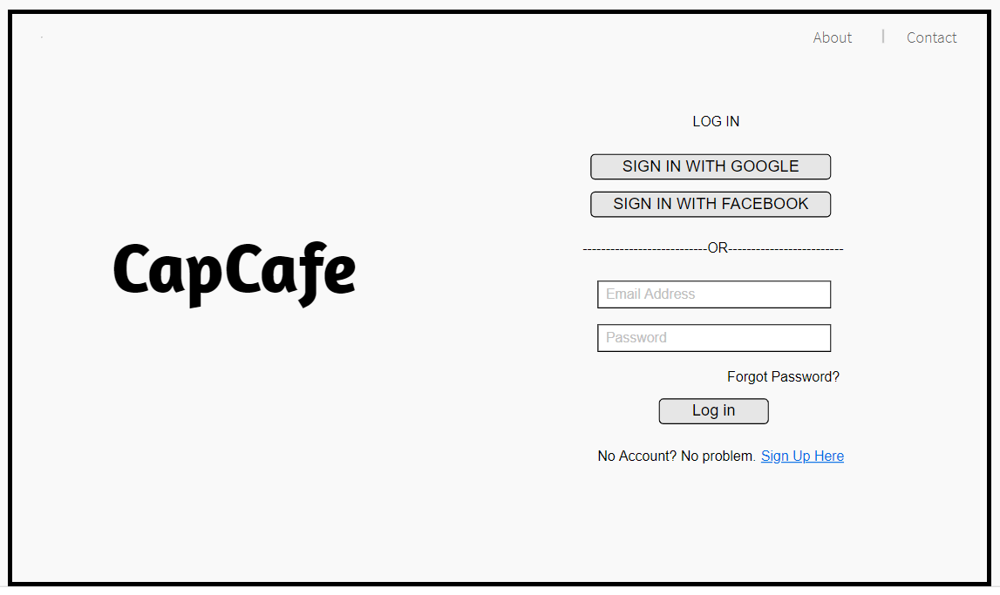 About | Contact
LOG IN
SIGN IN WITH GOOGLE
SIGN IN WITH FACEBOOK
--------------------------OR------------------------
CapCafe
Email Address
Password
Forgot Password?
Log in
No Account? No problem. Sign Up Here